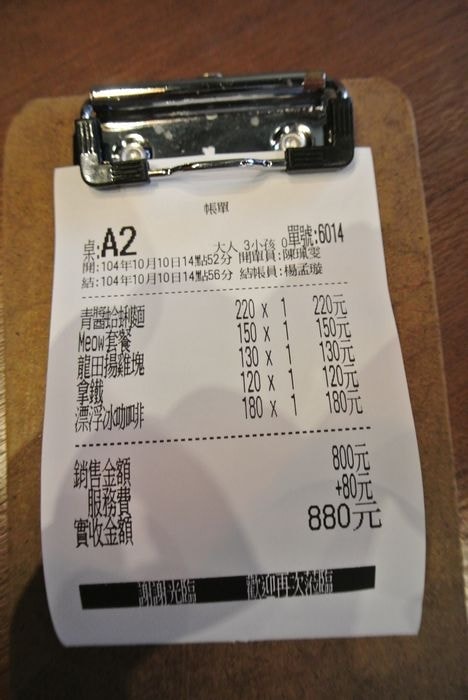 帳單
桌:A2 大人 3小孩 0單號:6014
開:104年10月10日14點52分 開單員:陳珮雯
結:104年10月10日14點56分 結帳員:楊孟璇
青醬蛤蜊麵 220 x 1 220元
Meow套餐 150 x 1 150元
龍田揚雞塊 130 x 1 130元
拿鐵 120 x 1 120元
漂浮冰咖啡 180 x 1 180元
銷售金額 800元
服務費 +80元
實收金額 880元
謝謝光臨 歡迎再次蒞臨